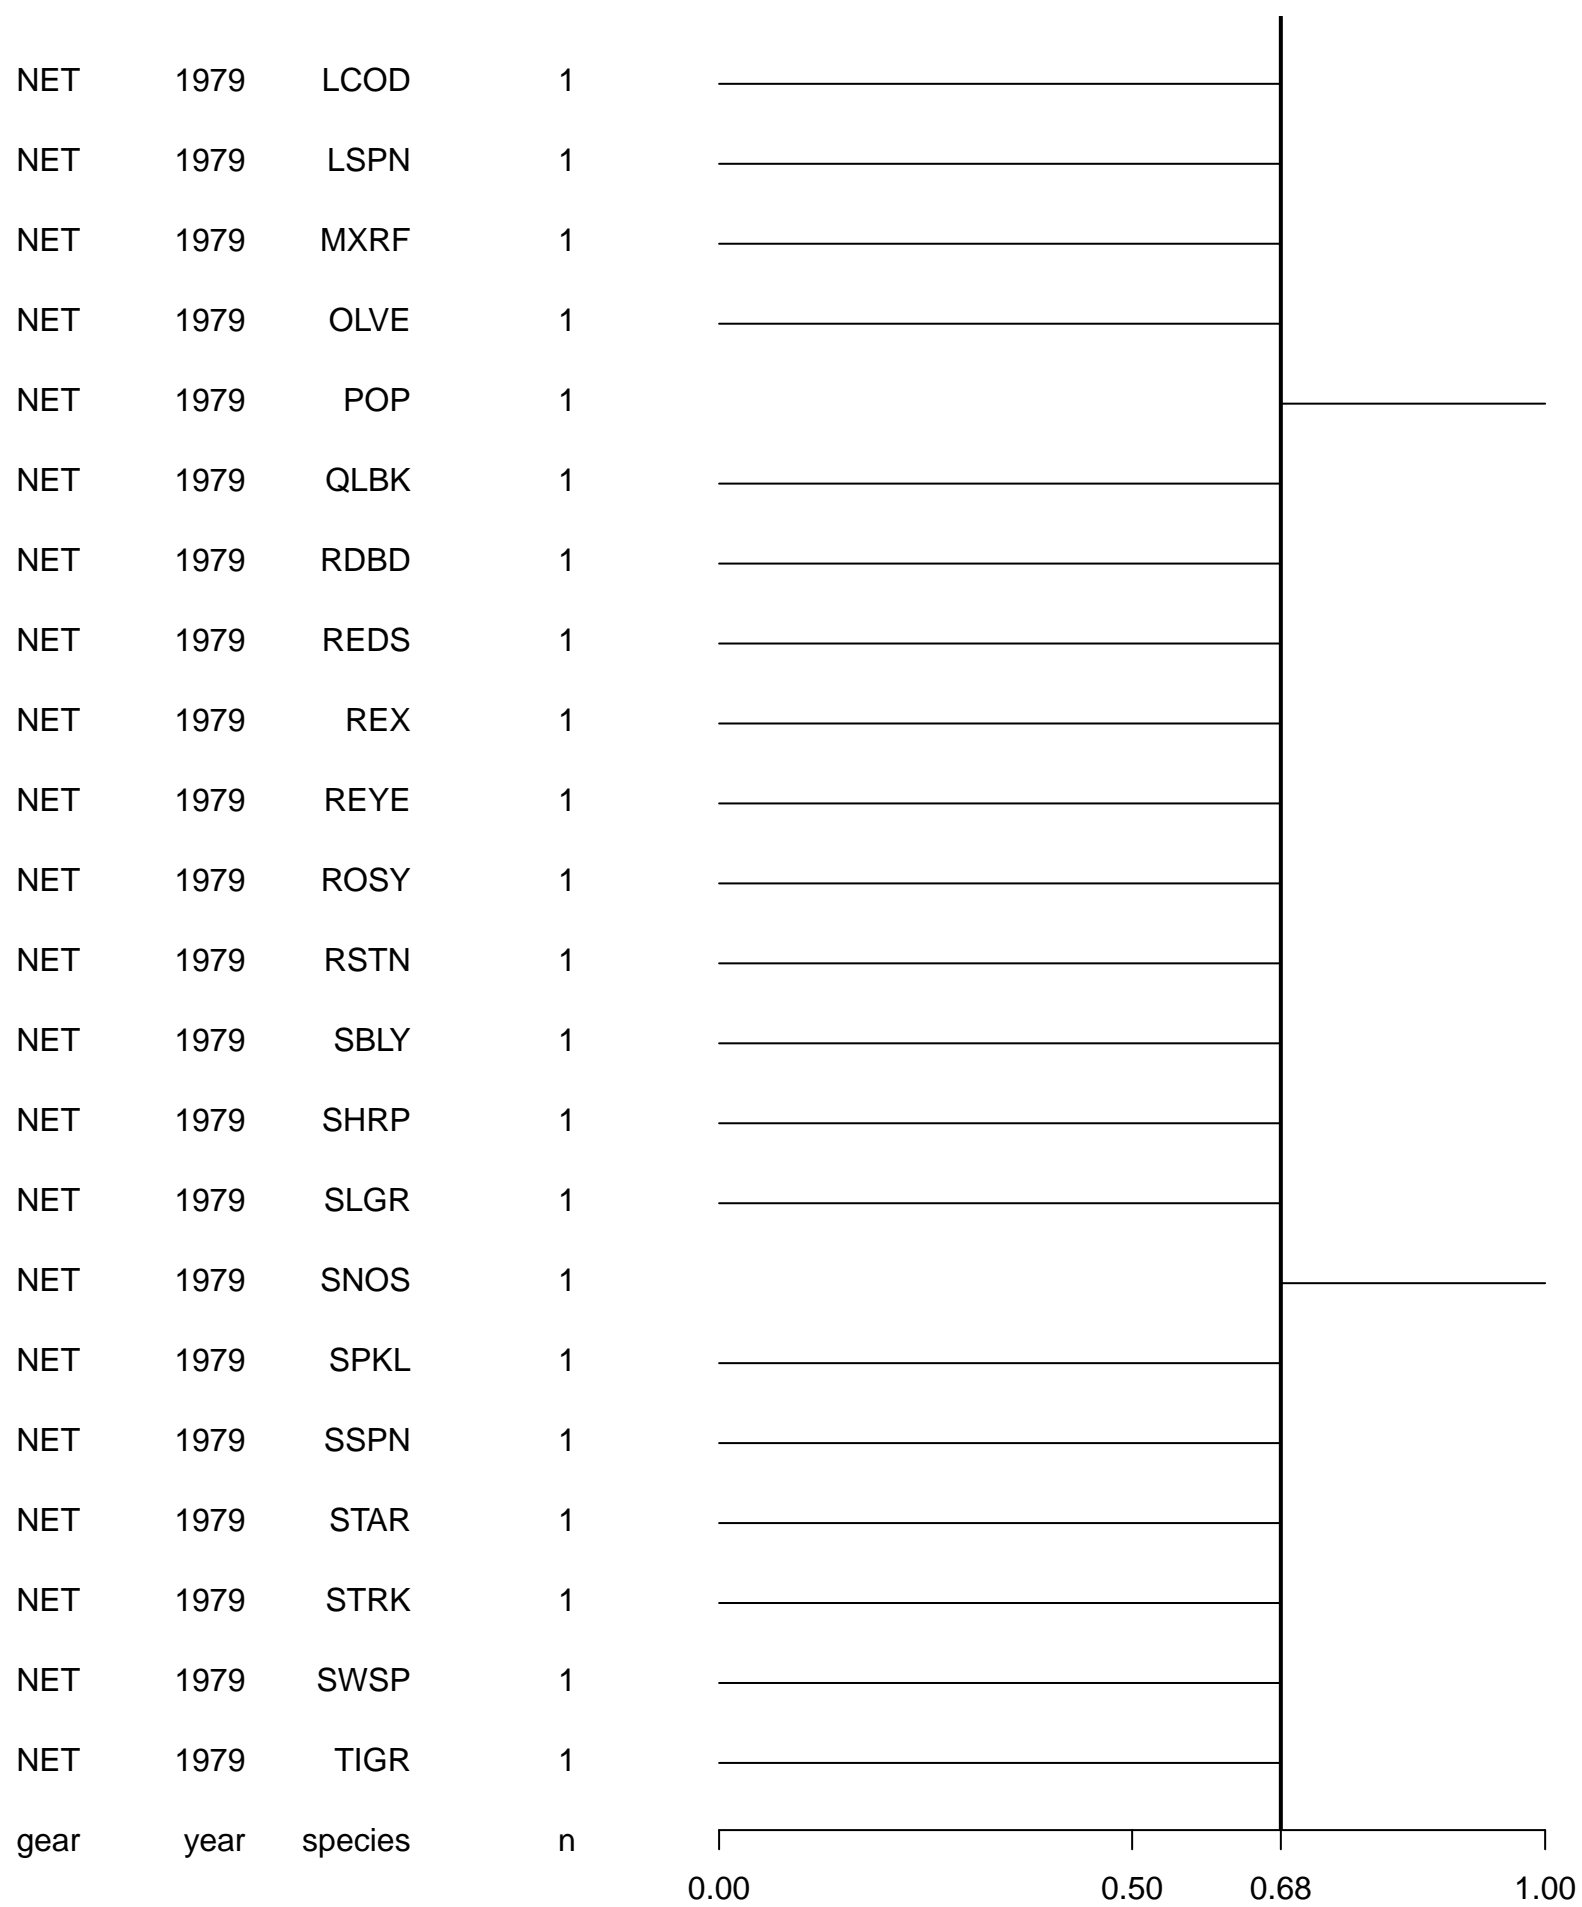 NET 1979 LCOD 1
NET 1979 LSPN 1
NET 1979 MXRF 1
NET 1979 OLVE 1
NET 1979 POP 1
NET 1979 QLBK 1
NET 1979 RDBD 1
NET 1979 REDS 1
NET 1979 REX 1
NET 1979 REYE 1
NET 1979 ROSY 1
NET 1979 RSTN 1
NET 1979 SBLY 1
NET 1979 SHRP 1
NET 1979 SLGR 1
NET 1979 SNOS 1
NET 1979 SPKL 1
NET 1979 SSPN 1
NET 1979 STAR 1
NET 1979 STRK 1
NET 1979 SWSP 1
NET 1979 TIGR 1
gear year species n
0.00 0.50 0.68 1.00